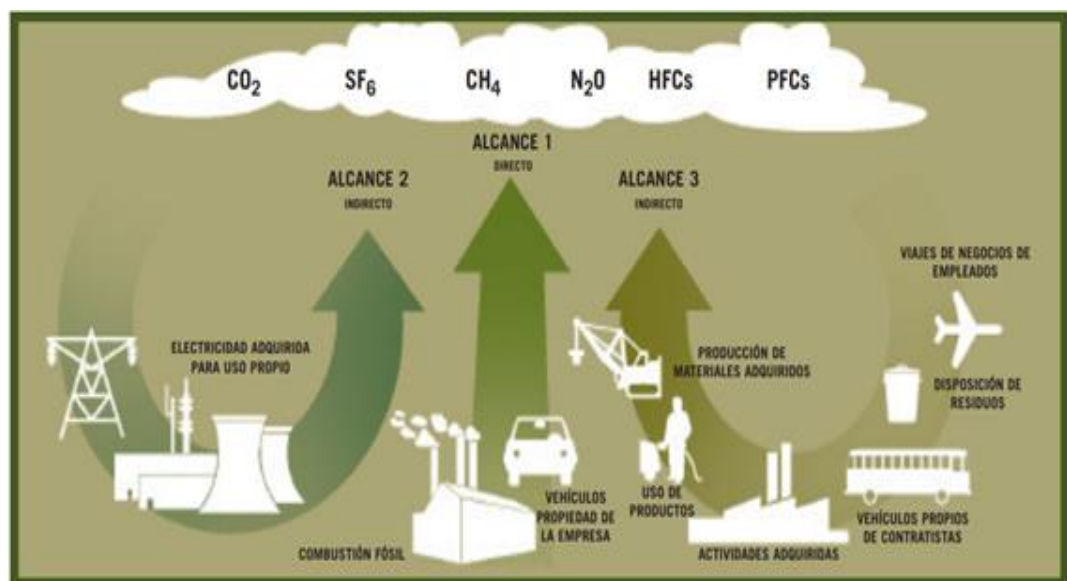 CO2
SF6
CH4
N2O
HFCs
PFCs
ALCANCE 1
DIRECTO
ALCANCE 2
INDIRECTO
ALCANCE 3
INDIRECTO
VIAJES DE NEGOCIOS DE
EMPLEADOS
ELECTRICIDAD ADQUIRIDA
PARA USO PROPIO
PRODUCCIÓN DE
MATERIALES ADQUIRIDOS
DISPOSICIÓN DE
RESIDUOS
COMBUSTIÓN FÓSIL
VEHÍCULOS
PROPIEDAD DE
LA EMPRESA
USO DE
PRODUCTOS
ACTIVIDADES ADQUIRIDAS
VEHÍCULOS PROPIOS
DE CONTRATISTAS